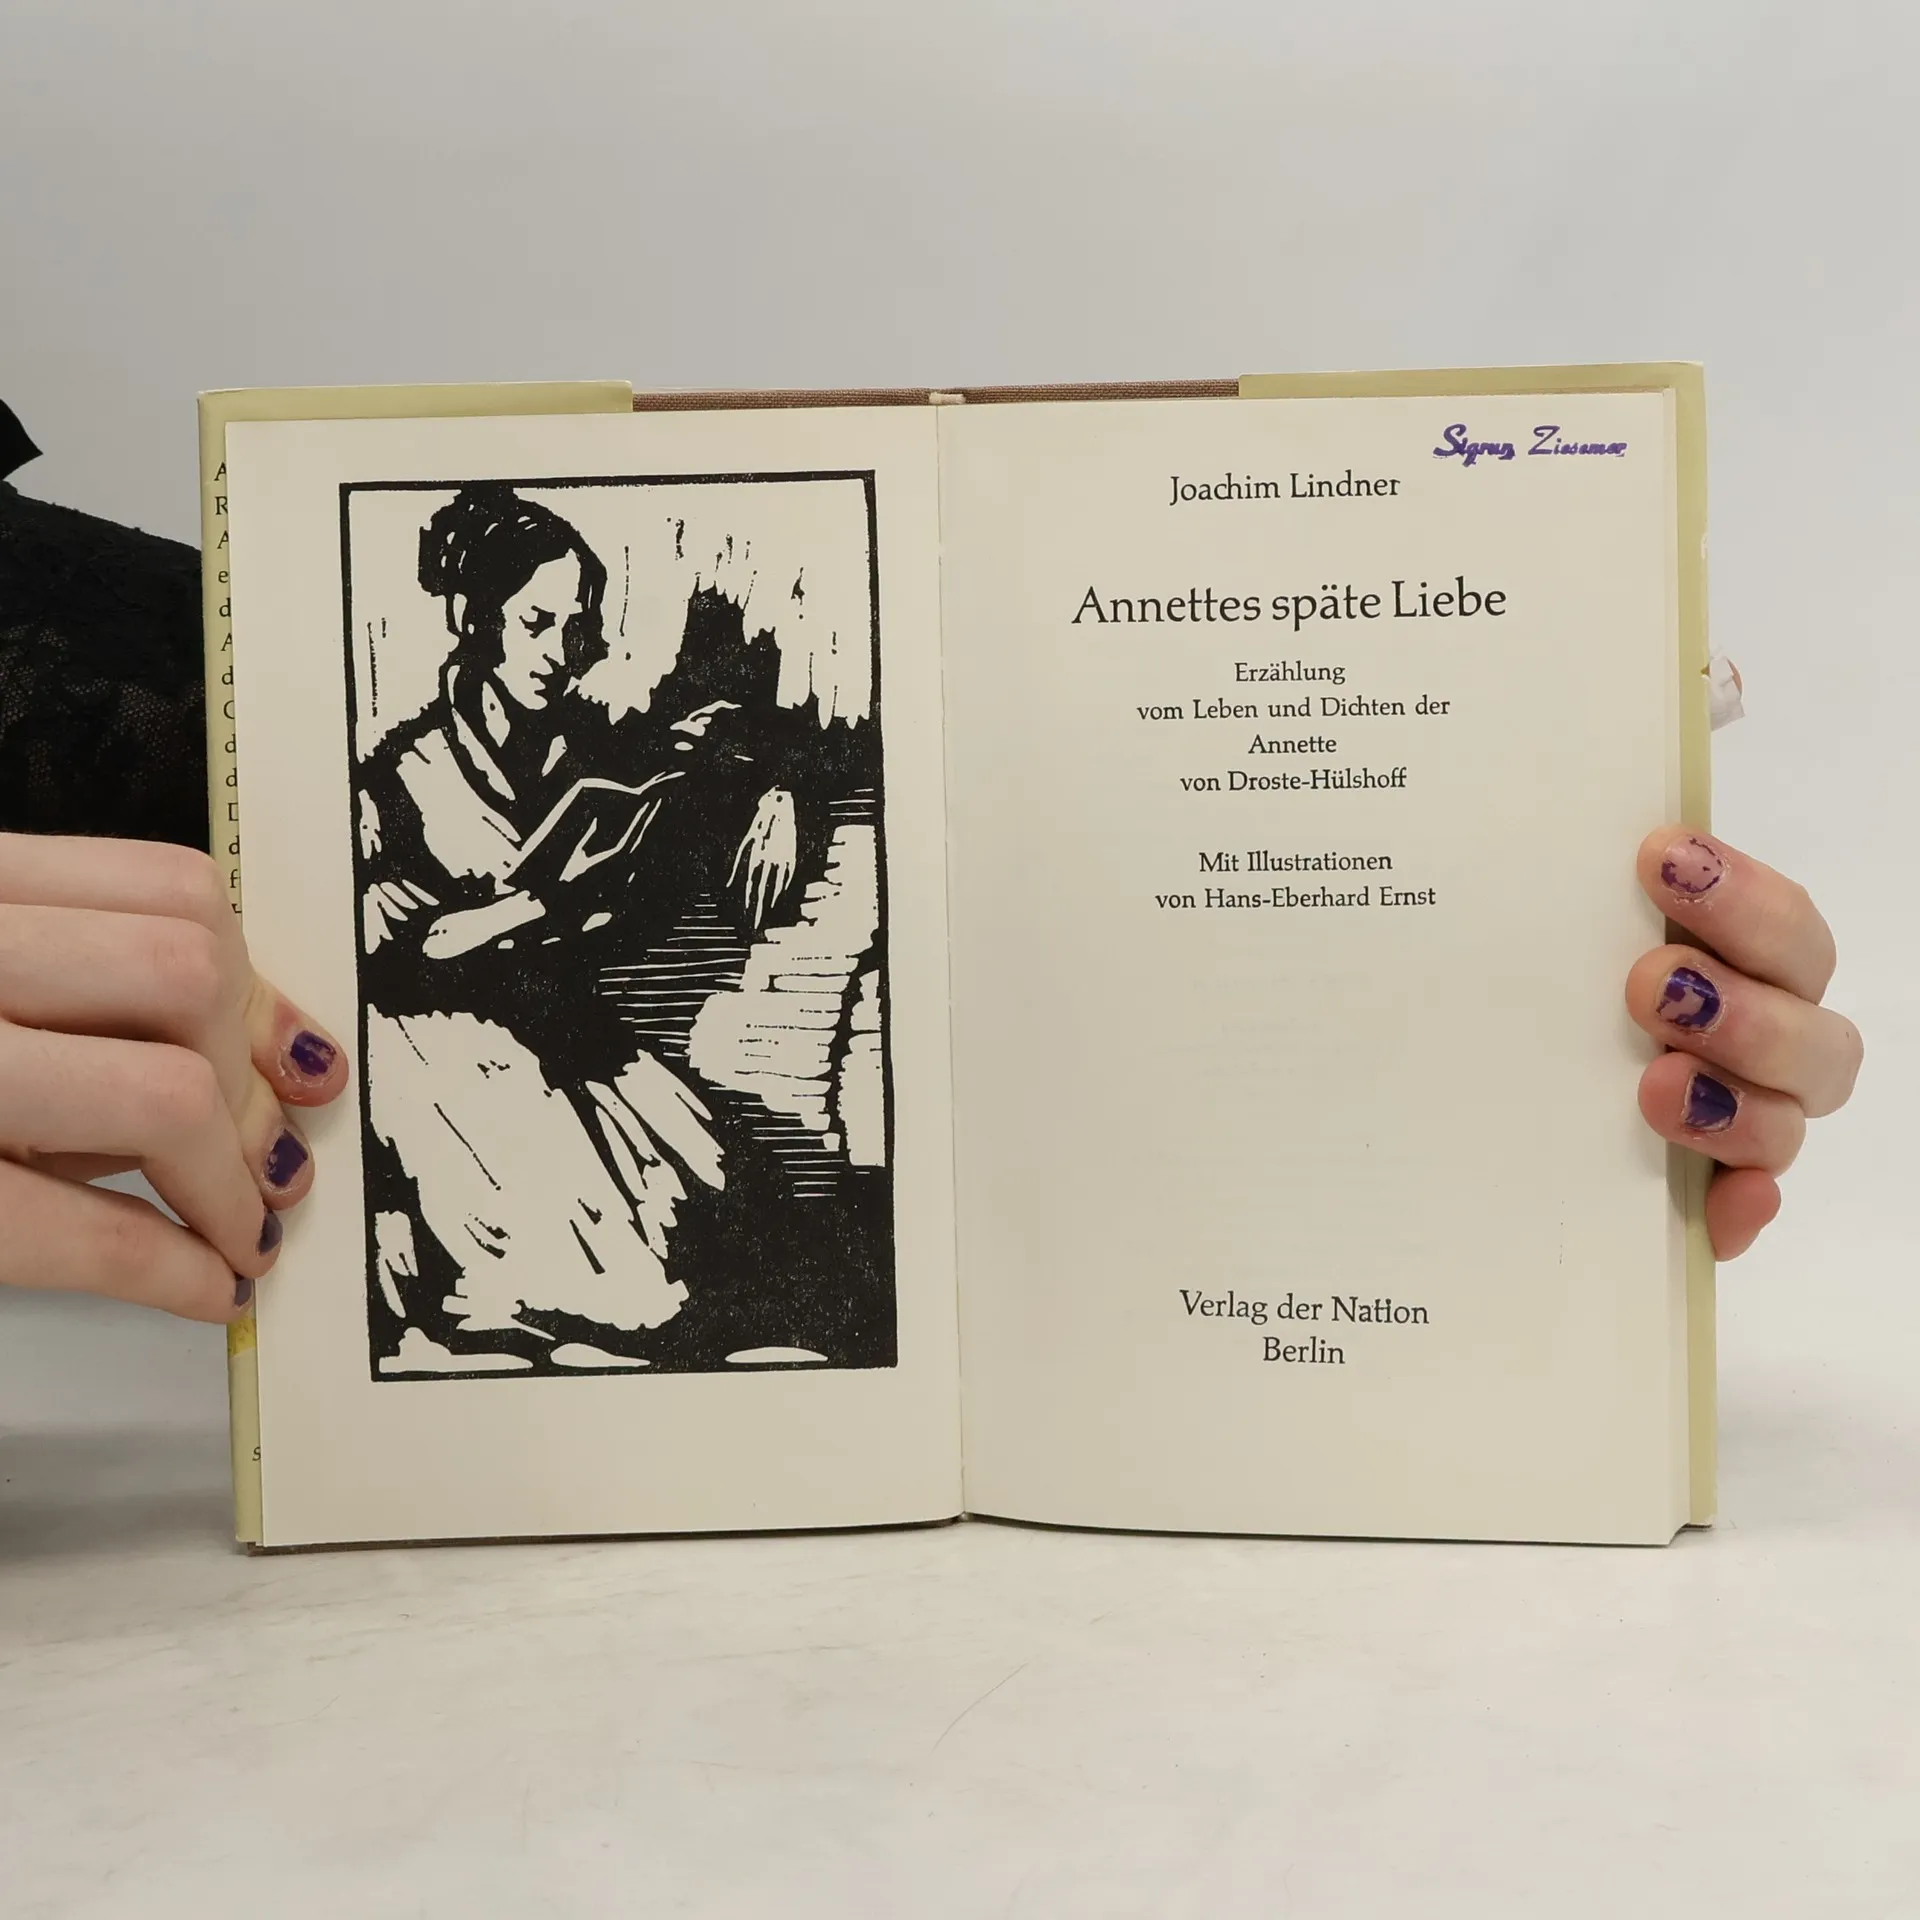 Sigrun Ziesemer
Joachim Lindner
Annettes späte Liebe
Erzählung
vom Leben und Dichten der
Annette
von Droste-Hülshoff
Mit Illustrationen
von Hans-Eberhard Ernst
Verlag der Nation
Berlin